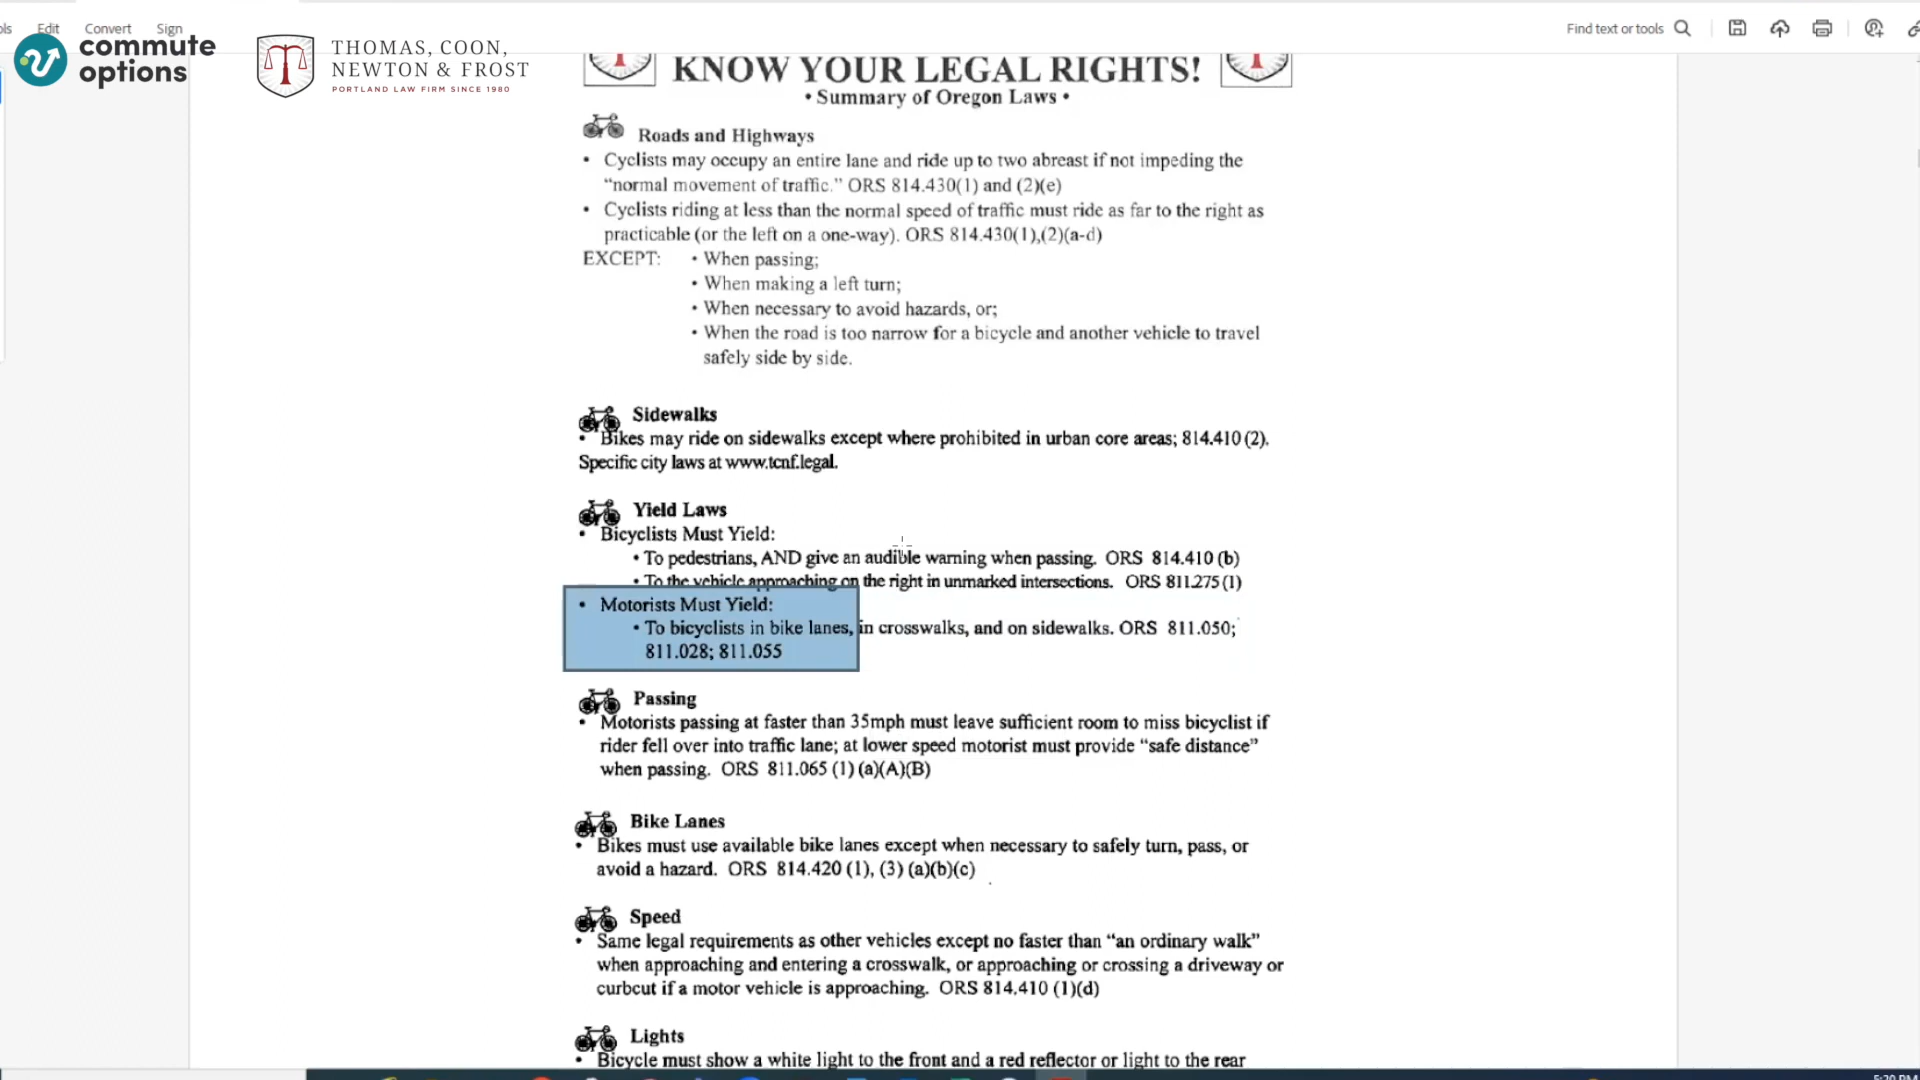 Edit Convert Sign
Find text or tools
commute
options
THOMAS, COON,
NEWTON & FROST
PORTLAND LAW FIRM SINCE 1980
KNOW YOUR LEGAL RIGHTS!
• Summary of Oregon Laws •
Roads and Highways
• Cyclists may occupy an entire lane and ride up to two abreast if not impeding the
“normal movement of traffic.” ORS 814.430(1) and (2)(e)
• Cyclists riding at less than the normal speed of traffic must ride as far to the right as
practicable (or the left on a one-way). ORS 814.430(1),(2)(a-d)
EXCEPT: • When passing;
• When making a left turn;
• When necessary to avoid hazards, or;
• When the road is too narrow for a bicycle and another vehicle to travel
safely side by side.
Sidewalks
• Bikes may ride on sidewalks except where prohibited in urban core areas; 814.410 (2).
Specific city laws at www.tcnf.legal.
Yield Laws
• Bicyclists Must Yield:
• To pedestrians, AND give an audible warning when passing. ORS 814.410 (b)
• To the vehicle approaching on the right in unmarked intersections. ORS 811.275 (1)
• Motorists Must Yield:
• To bicyclists in bike lanes, in crosswalks, and on sidewalks. ORS 811.050;
811.028; 811.055
Passing
• Motorists passing at faster than 35mph must leave sufficient room to miss bicyclist if
rider fell over into traffic lane; at lower speed motorist must provide “safe distance”
when passing. ORS 811.065 (1) (a)(A)(B)
Bike Lanes
• Bikes must use available bike lanes except when necessary to safely turn, pass, or
avoid a hazard. ORS 814.420 (1), (3) (a)(b)(c)
Speed
• Same legal requirements as other vehicles except no faster than “an ordinary walk”
when approaching and entering a crosswalk, or approaching or crossing a driveway or
curbcut if a motor vehicle is approaching. ORS 814.410 (1)(d)
Lights
• Bicycle must show a white light to the front and a red reflector or light to the rear